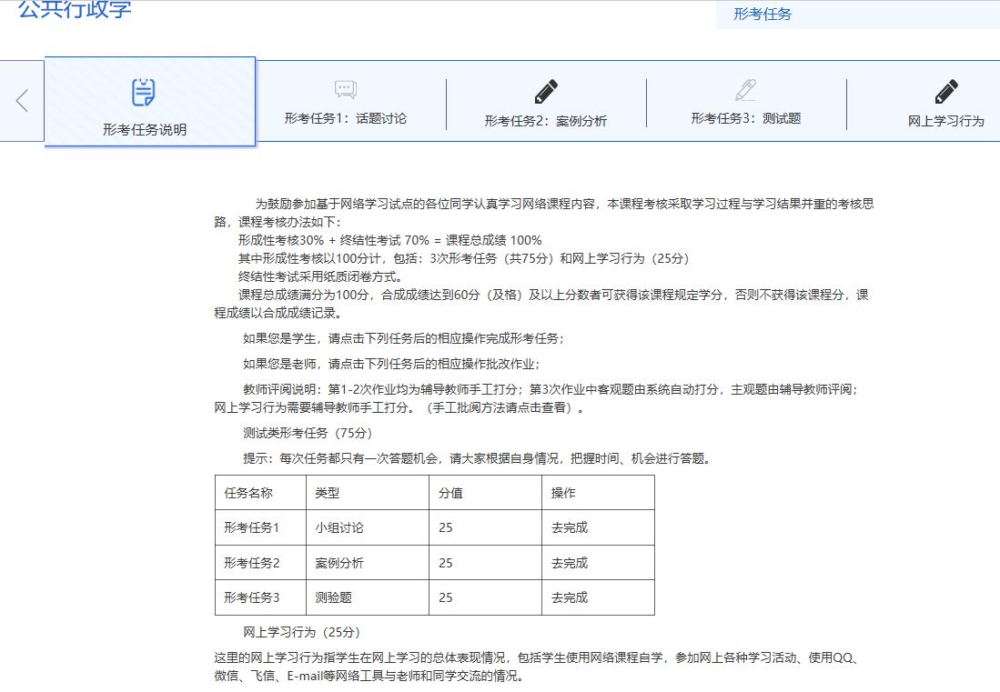 公共行政学
形考任务
形考任务说明
形考任务1：话题讨论
形考任务2：案例分析
形考任务3：测试题
网上学习行为
为鼓励参加基于网络学习试点的各位同学认真学习网络课程内容，本课程考核采取学习过程与学习结果并重的考核思
路，课程考核办法如下：
形成性考核30% + 终结性考试 70% = 课程总成绩 100%
其中形成性考核以100分计，包括：3次形考任务（共75分）和网上学习行为（25分）
终结性考试采用纸质闭卷方式。
课程总成绩满分为100分，合成成绩达到60分（及格）及以上分数者可获得该课程规定学分，否则不获得该课程分，课
程成绩以合成成绩记录。
如果您是学生，请点击下列任务后的相应操作完成形考任务；
如果您是老师，请点击下列任务后的相应操作批改作业；
教师评阅说明：第1-2次作业均为辅导教师手工打分；第3次作业中客观题由系统自动打分，主观题由辅导教师评阅；
网上学习行为需要辅导教师手工打分。（手工批阅方法请点击查看）。
测试类形考任务（75分）
提示：每次任务都只有一次答题机会，请大家根据自身情况，把握时间、机会进行答题。
任务名称 类型 分值 操作
形考任务1 小组讨论 25 去完成
形考任务2 案例分析 25 去完成
形考任务3 测验题 25 去完成
网上学习行为（25分）
这里的网上学习行为指学生在网上学习的总体表现情况，包括学生使用网络课程自学，参加网上各种学习活动、使用QQ、
微信、飞信、E-mail等网络工具与老师和同学交流的情况。